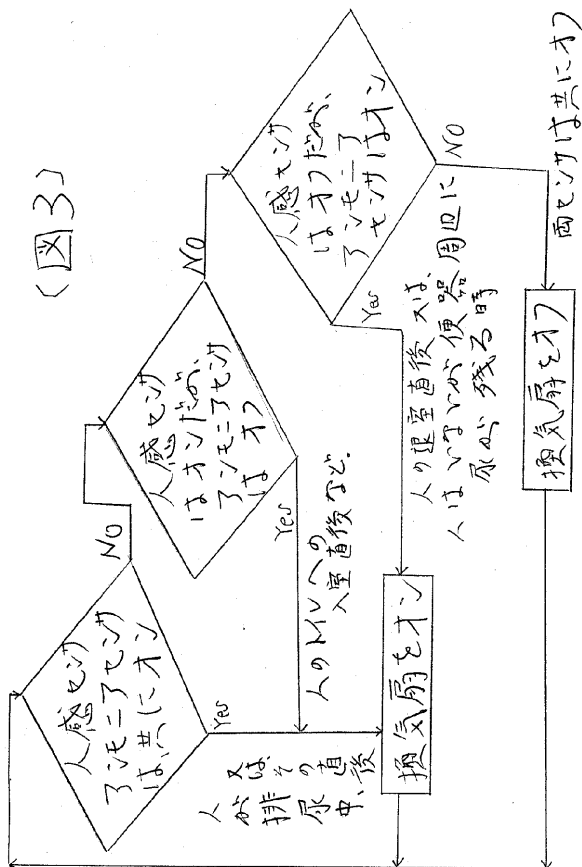 (図3)
人感センサ
アンモニアセンサ
は共にオン
Yes
NO
人が排尿中、
又はその直後
人感センサ
はオンだが、
アンモニアセンサ
は オフ
Yes
NO
人のトイレへの
入室直後など.
人感センサ
はオフだが、
アンモニア
センサはオン
Yes
NO
人の退室直後又は、
人はいないが便器周辺に
尿が残る時
両センサは共にオフ
換気扇をオン
換気扇をオフ